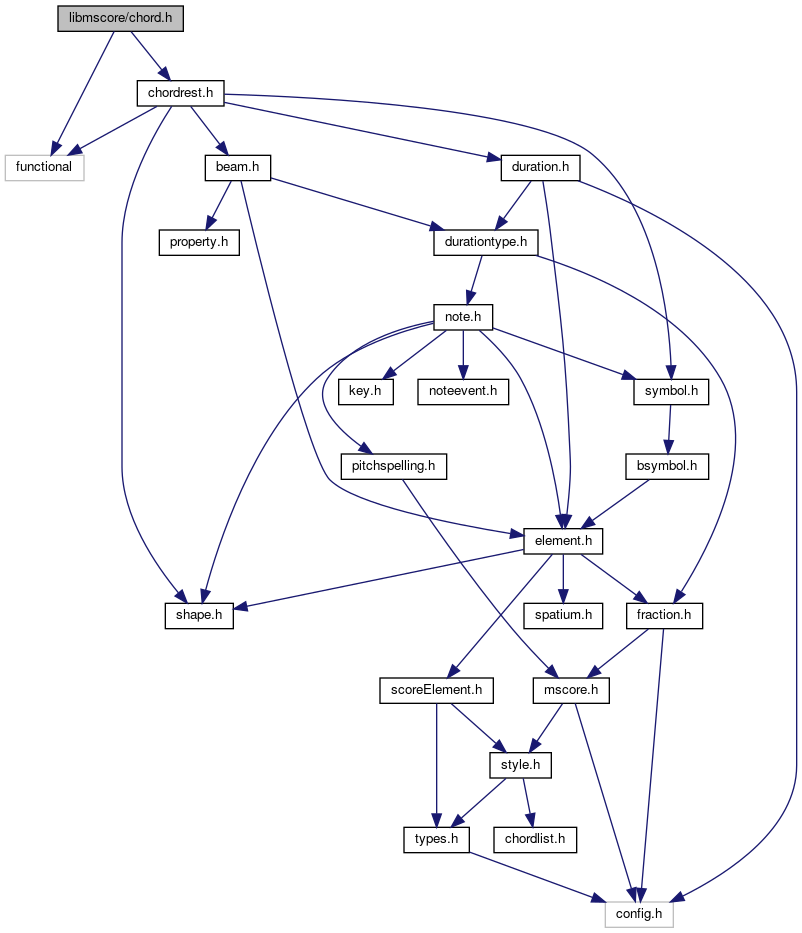 libmscore/chord.h
chordrest.h
functional
beam.h
duration.h
property.h
durationtype.h
note.h
key.h
noteevent.h
symbol.h
pitchspelling.h
bsymbol.h
element.h
shape.h
spatium.h
fraction.h
scoreElement.h
mscore.h
style.h
types.h
chordlist.h
config.h